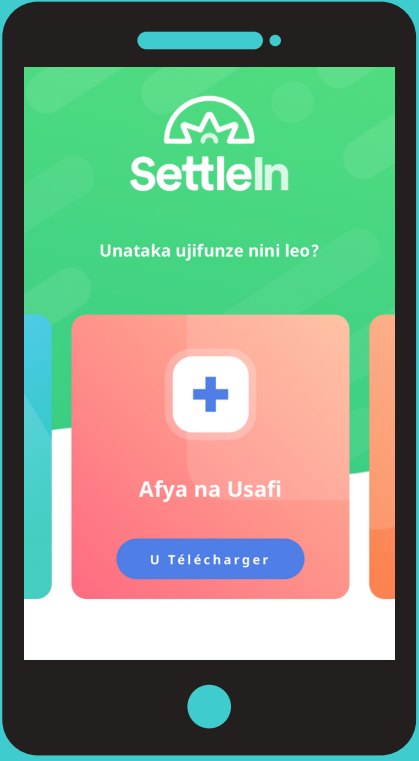 SettleIn
Unataka ujifunze nini leo?
Afya na Usafi
U Télécharger